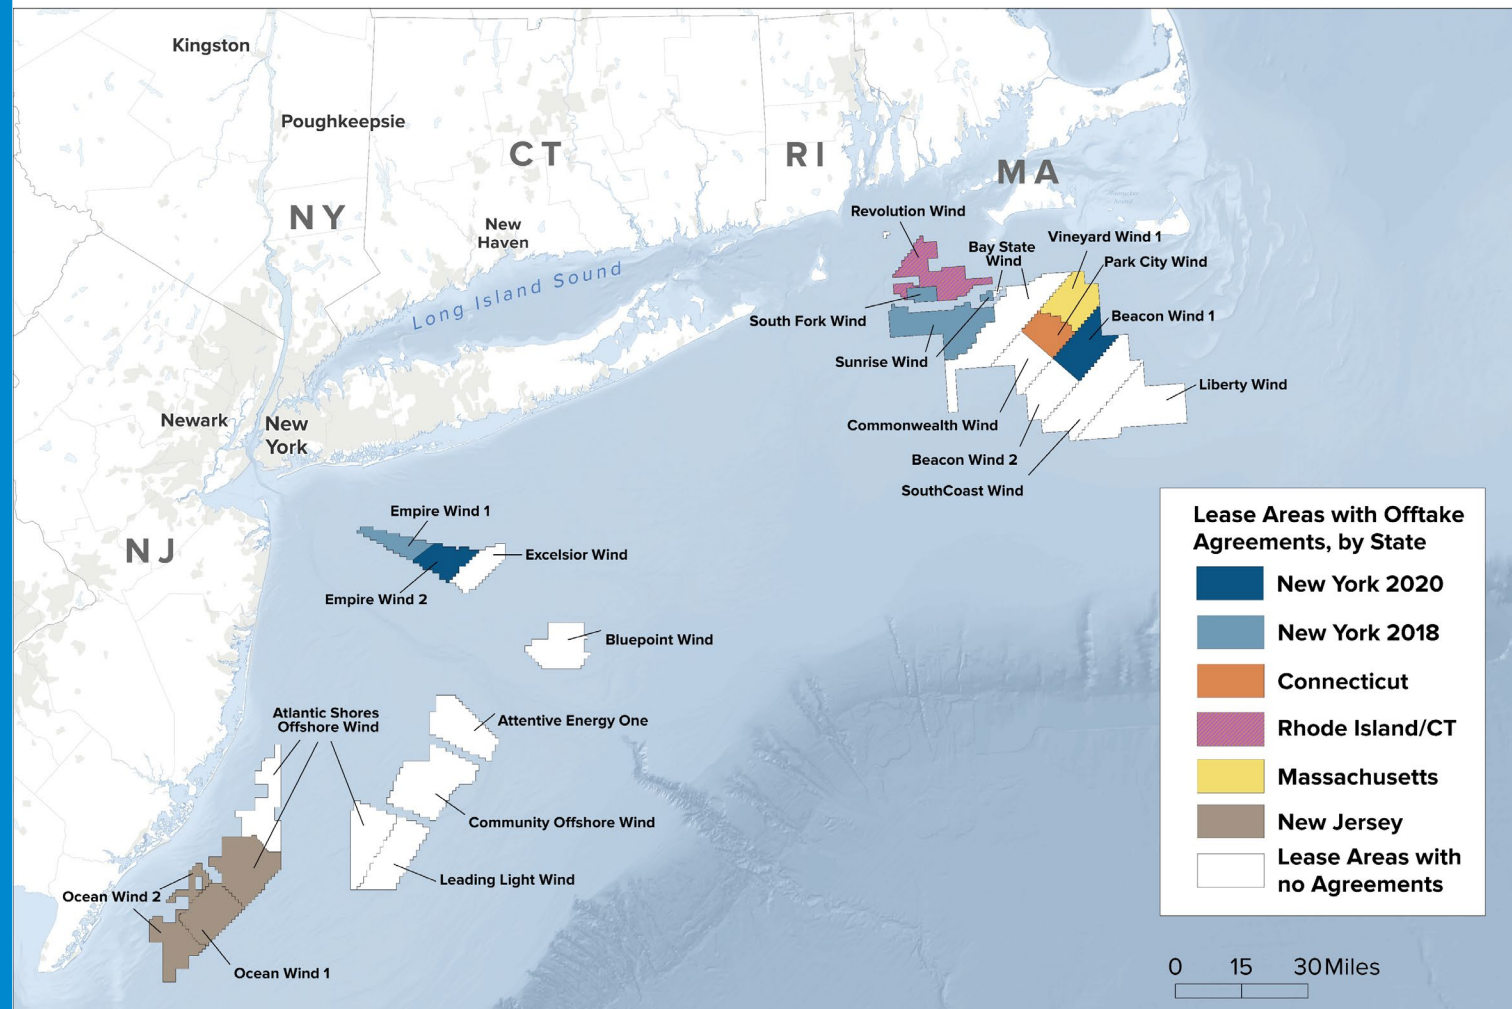 Kingston
Poughkeepsie
CT
RI
MA
NY
New
Haven
Long Island Sound
Revolution Wind
Bay State
Wind
Vineyard Wind 1
Park City Wind
South Fork Wind
Beacon Wind 1
Sunrise Wind
Liberty Wind
Newark
New
York
Commonwealth Wind
Beacon Wind 2
SouthCoast Wind
NJ
Empire Wind 1
Excelsior Wind
Empire Wind 2
Bluepoint Wind
Atlantic Shores
Offshore Wind
Attentive Energy One
Community Offshore Wind
Leading Light Wind
Ocean Wind 2
Ocean Wind 1
Lease Areas with Offtake
Agreements, by State
New York 2020
New York 2018
Connecticut
Rhode Island/CT
Massachusetts
New Jersey
Lease Areas with
no Agreements
0 15 30 Miles